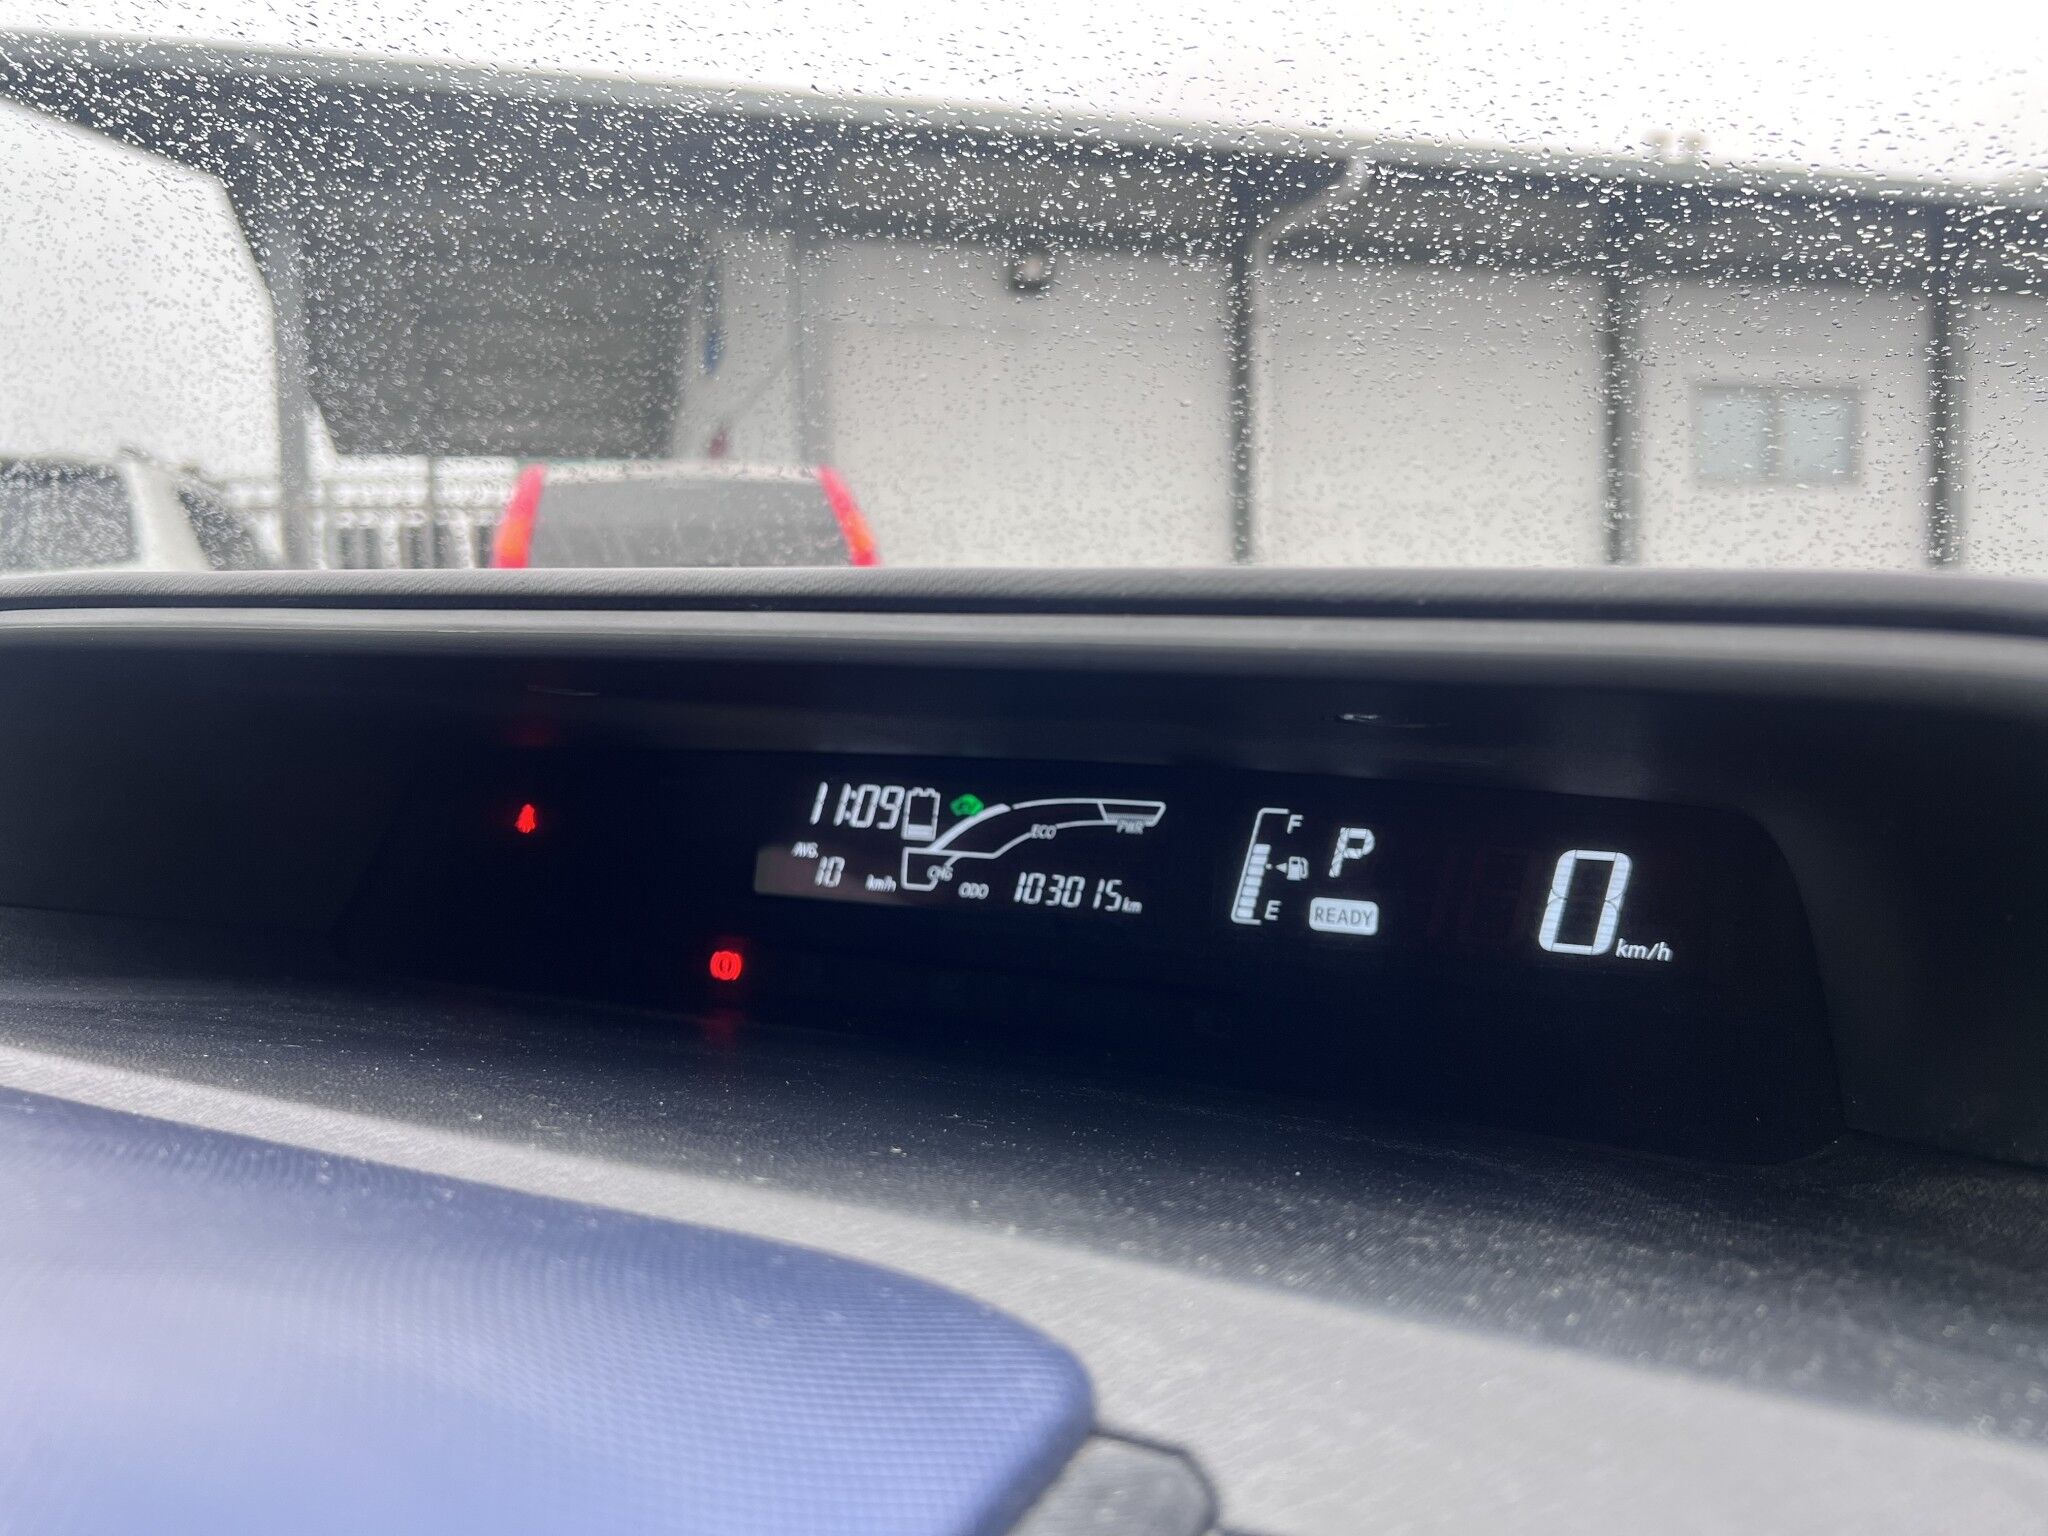 11:09
AVG.
10 km/h
ECO
PWR
CHG
ODO 103015 km
F
E
P
READY
0 km/h